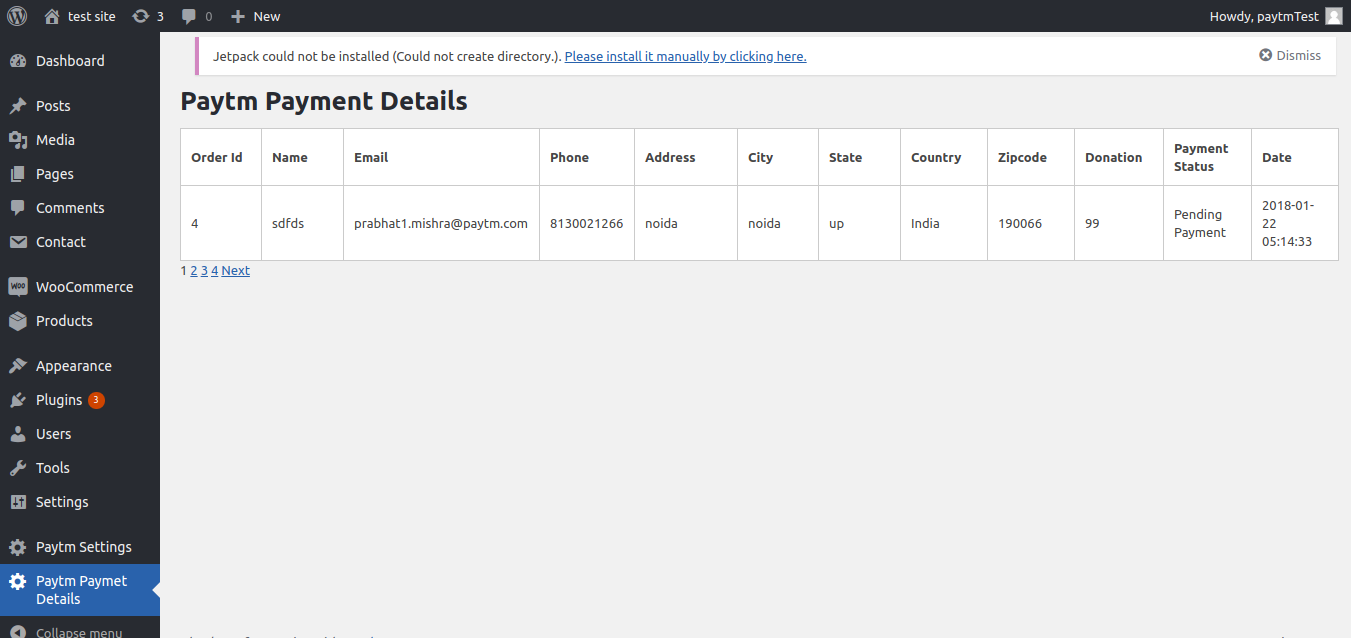 test site 3 0 New Howdy, paytmTest
Dashboard
Posts
Media
Pages
Comments
Contact
WooCommerce
Products
Appearance
Plugins 3
Users
Tools
Settings
Paytm Settings
Paytm Paymet
Details
Collapse menu
Jetpack could not be installed (Could not create directory.). Please install it manually by clicking here. Dismiss
Paytm Payment Details
Order Id Name Email Phone Address City State Country Zipcode Donation Payment Status Date
4 sdfds prabhat1.mishra@paytm.com 8130021266 noida noida up India 190066 99 Pending Payment 2018-01-22 05:14:33
1 2 3 4 Next